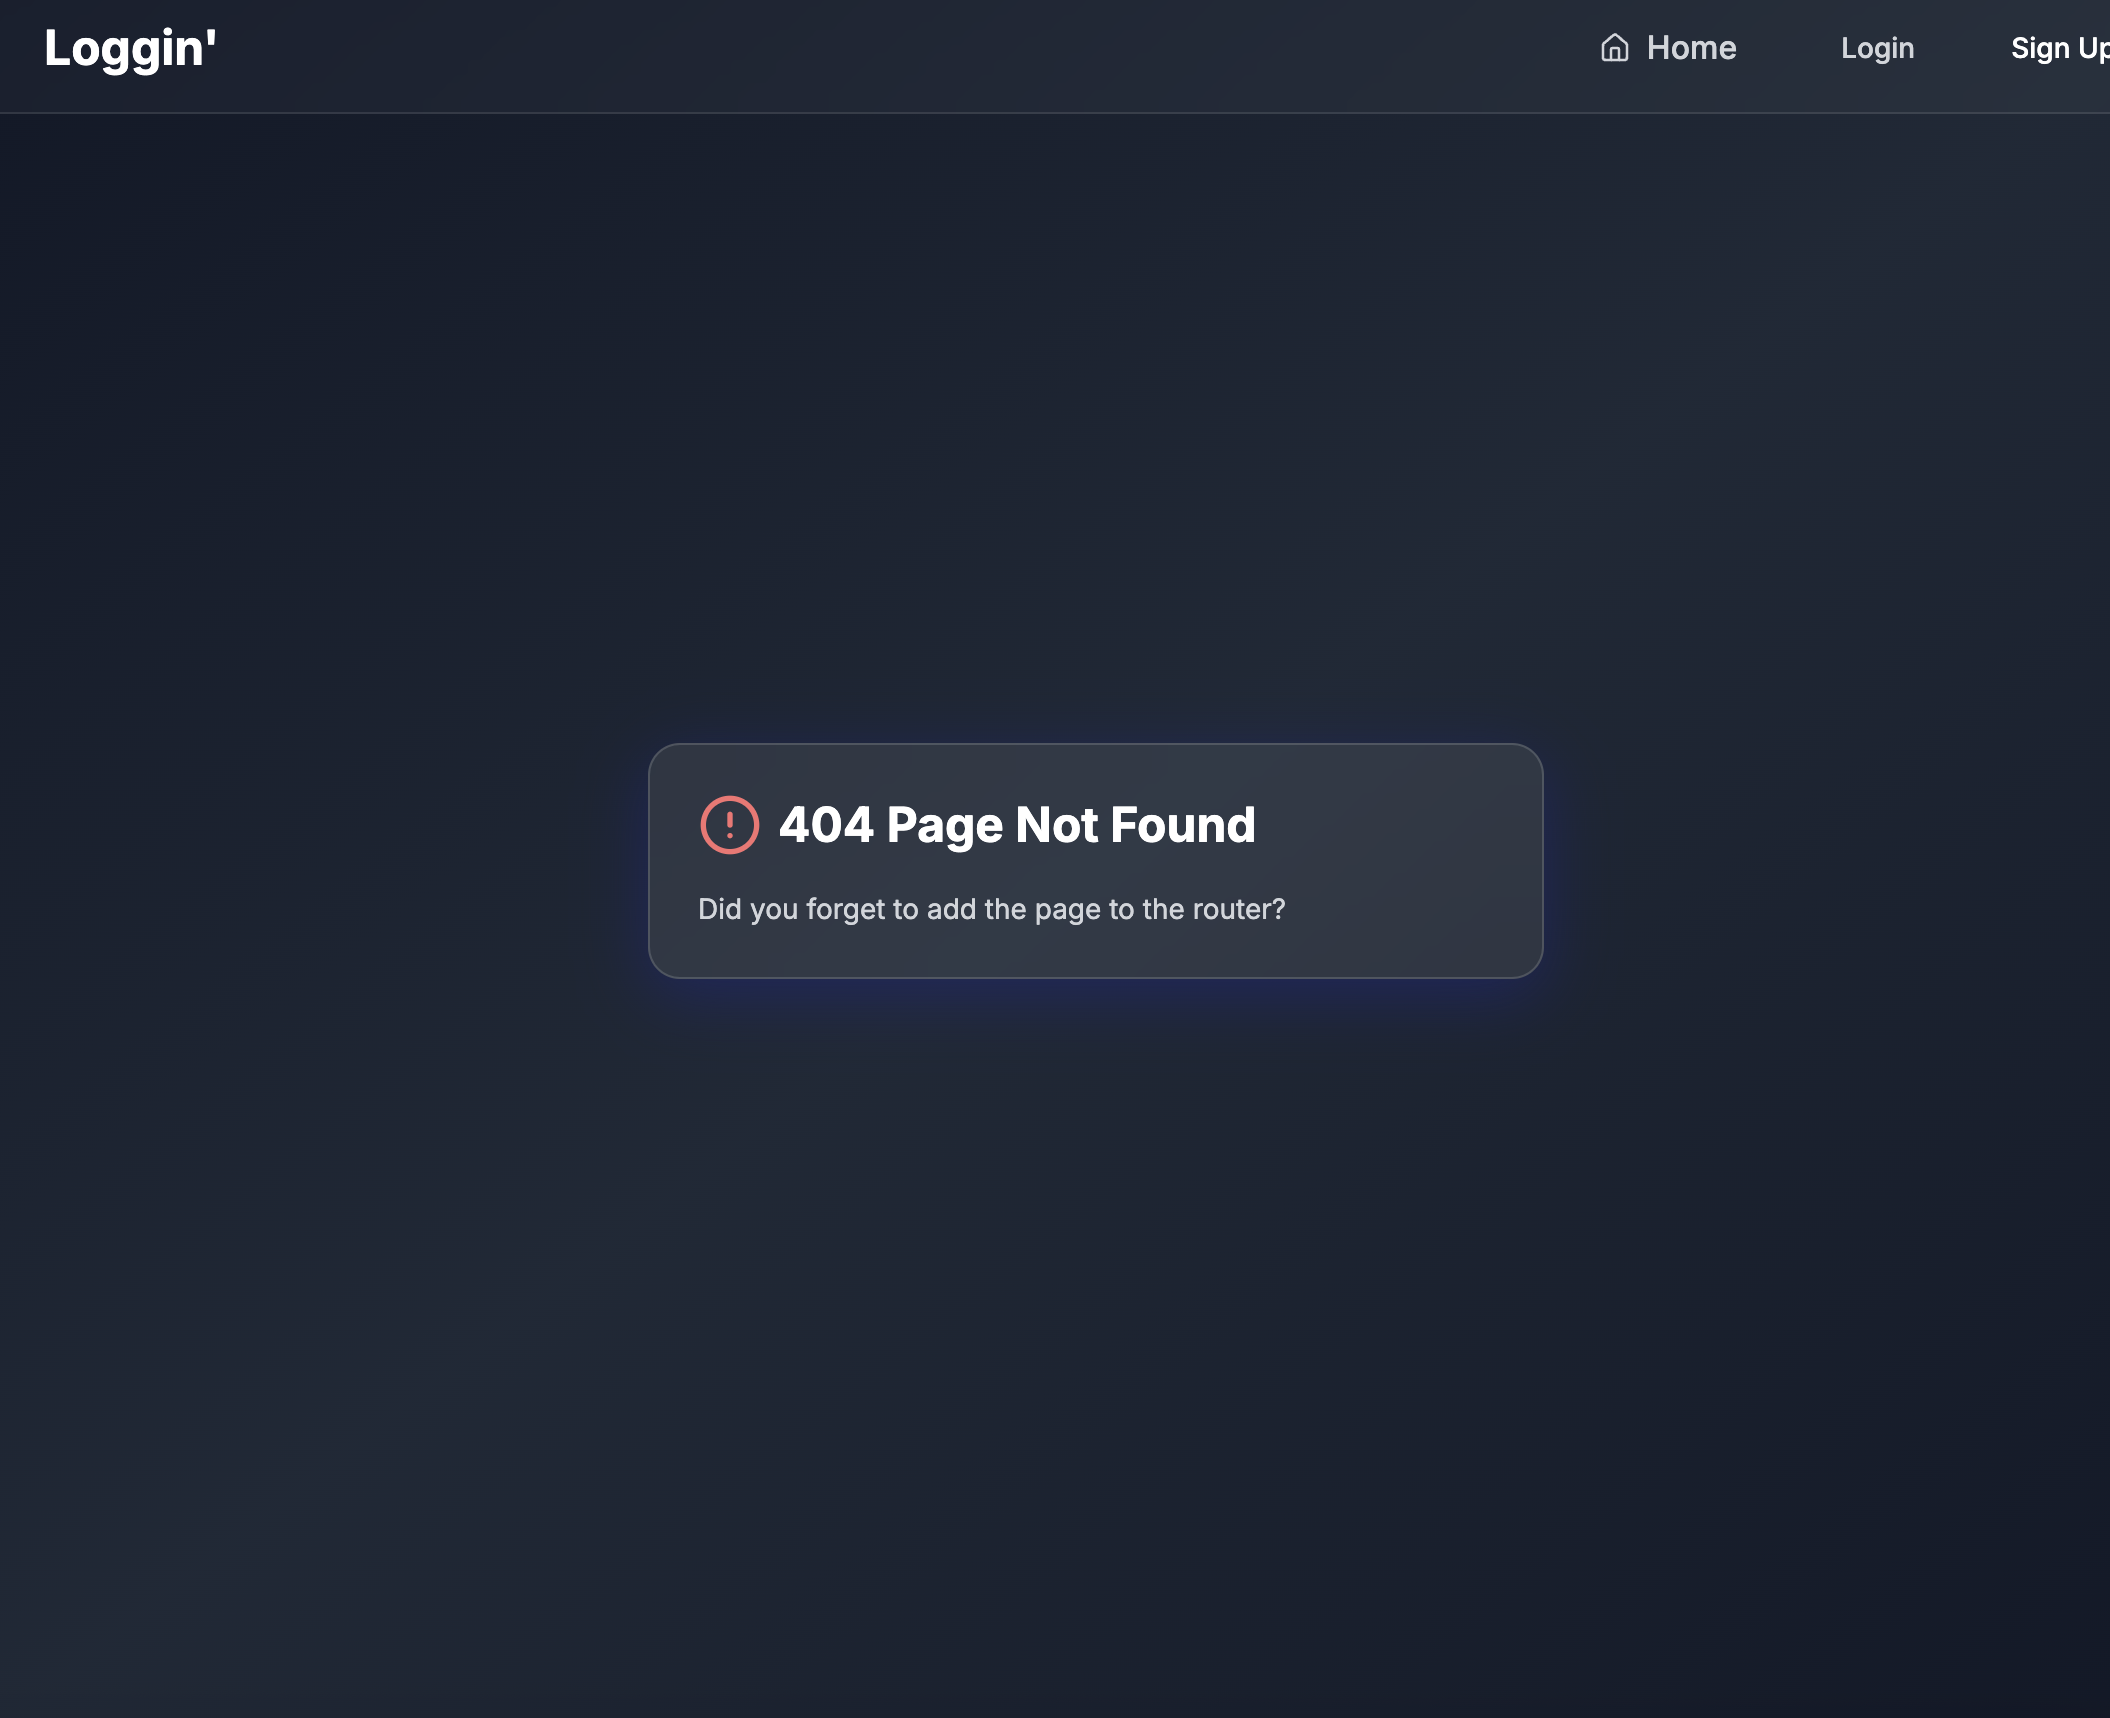 Loggin'
Home
Login
Sign Up
404 Page Not Found
Did you forget to add the page to the router?